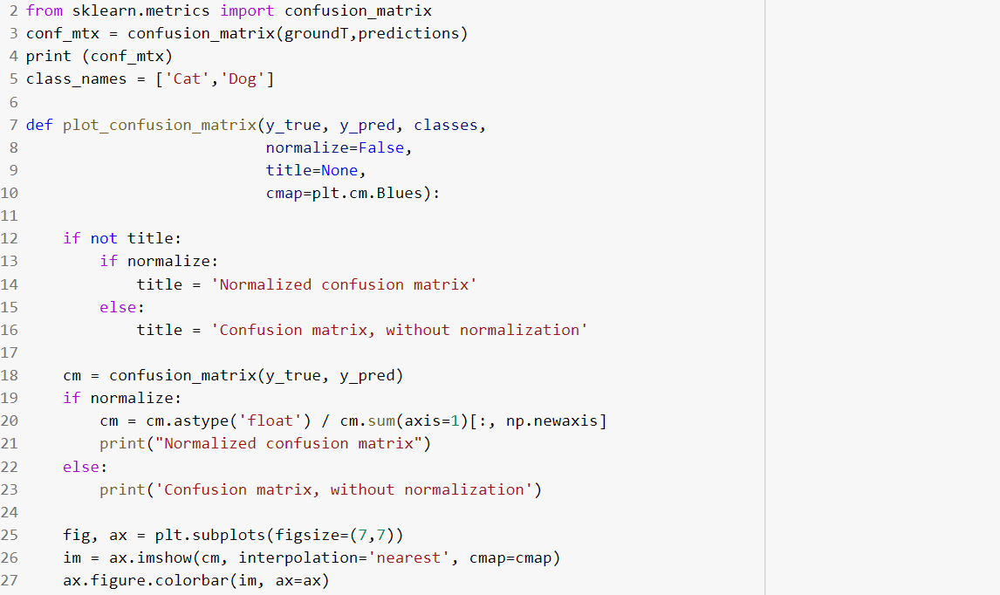 2 from sklearn.metrics import confusion_matrix
3 conf_mtx = confusion_matrix(groundT,predictions)
4 print (conf_mtx)
5 class_names = ['Cat','Dog']
6
7 def plot_confusion_matrix(y_true, y_pred, classes,
8                           normalize=False,
9                           title=None,
10                           cmap=plt.cm.Blues):
11
12     if not title:
13         if normalize:
14             title = 'Normalized confusion matrix'
15         else:
16             title = 'Confusion matrix, without normalization'
17
18     cm = confusion_matrix(y_true, y_pred)
19     if normalize:
20         cm = cm.astype('float') / cm.sum(axis=1)[:, np.newaxis]
21         print("Normalized confusion matrix")
22     else:
23         print('Confusion matrix, without normalization')
24
25     fig, ax = plt.subplots(figsize=(7,7))
26     im = ax.imshow(cm, interpolation='nearest', cmap=cmap)
27     ax.figure.colorbar(im, ax=ax)